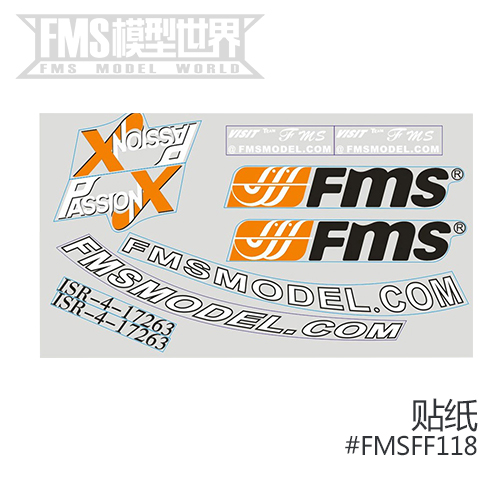 FMS模型世界
FMS MODEL WORLD
PASSION X
PASSION X
VISIT FMS
@FMSMODEL.COM
VISIT FMS
@FMSMODEL.COM
FMS®
FMS®
FMSMODEL.COM
FMSMODEL.COM
ISR-4-17263
ISR-4-17263
贴纸
#FMSFF118